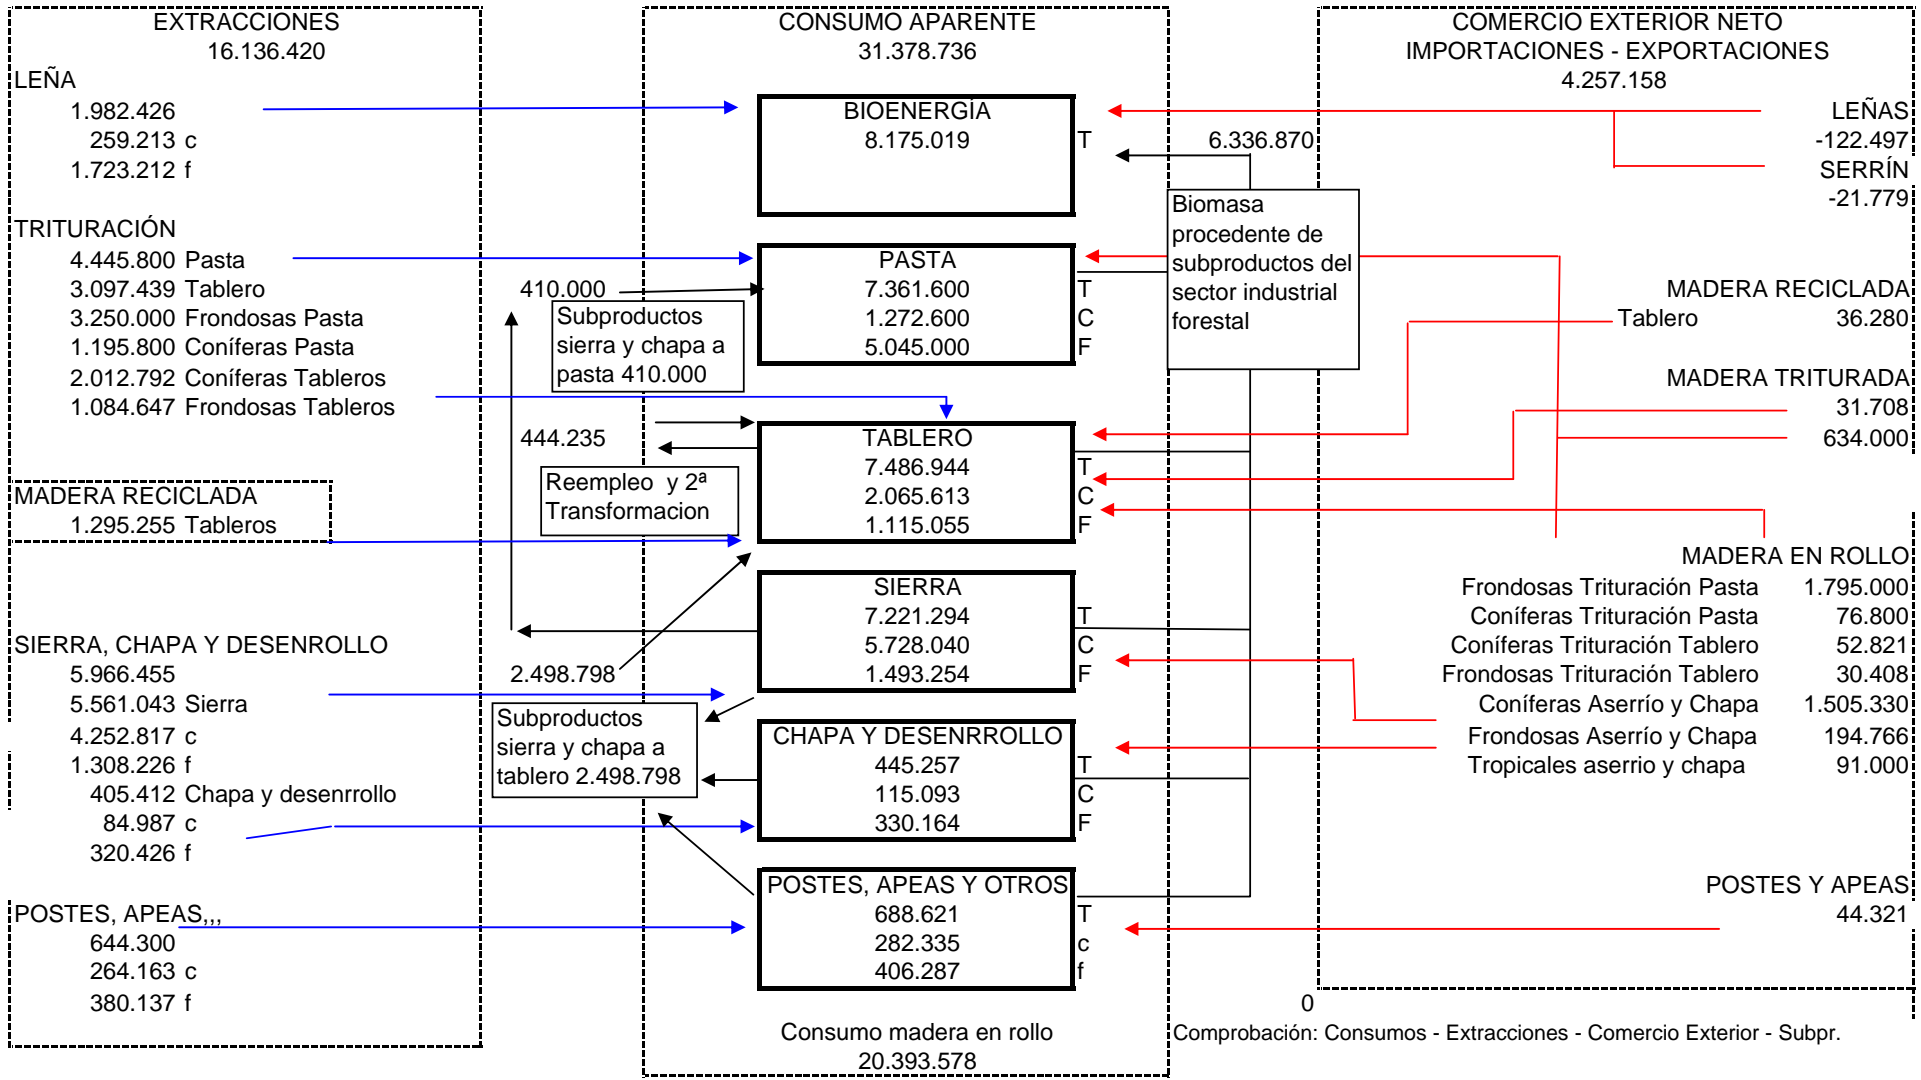 EXTRACCIONES
16.136.420
LEÑA
1.982.426
259.213 c
1.723.212 f
TRITURACIÓN
4.445.800 Pasta
3.097.439 Tablero
3.250.000 Frondosas Pasta
1.195.800 Coníferas Pasta
2.012.792 Coníferas Tableros
1.084.647 Frondosas Tableros
MADERA RECICLADA
1.295.255 Tableros
SIERRA, CHAPA Y DESENROLLO
5.966.455
5.561.043 Sierra
4.252.817 c
1.308.226 f
405.412 Chapa y desenrrollo
84.987 c
320.426 f
POSTES, APEAS,,,
644.300
264.163 c
380.137 f
410.000
Subproductos
sierra y chapa a
pasta 410.000
444.235
Reempleo y 2ª
Transformacion
2.498.798
Subproductos
sierra y chapa a
tablero 2.498.798
CONSUMO APARENTE
31.378.736
BIOENERGÍA
8.175.019 T
PASTA
7.361.600 T
1.272.600 C
5.045.000 F
TABLERO
7.486.944 T
2.065.613 C
1.115.055 F
SIERRA
7.221.294 T
5.728.040 C
1.493.254 F
CHAPA Y DESENRROLLO
445.257 T
115.093 C
330.164 F
POSTES, APEAS Y OTROS
688.621 T
282.335 c
406.287 f
Consumo madera en rollo
20.393.578
6.336.870
Biomasa
procedente de
subproductos del
sector industrial
forestal
COMERCIO EXTERIOR NETO
IMPORTACIONES - EXPORTACIONES
4.257.158
LEÑAS
-122.497
SERRÍN
-21.779
MADERA RECICLADA
Tablero 36.280
MADERA TRITURADA
31.708
634.000
MADERA EN ROLLO
Frondosas Trituración Pasta 1.795.000
Coníferas Trituración Pasta 76.800
Coníferas Trituración Tablero 52.821
Frondosas Trituración Tablero 30.408
Coníferas Aserrío y Chapa 1.505.330
Frondosas Aserrío y Chapa 194.766
Tropicales aserrio y chapa 91.000
POSTES Y APEAS
44.321
0
Comprobación: Consumos - Extracciones - Comercio Exterior - Subpr.